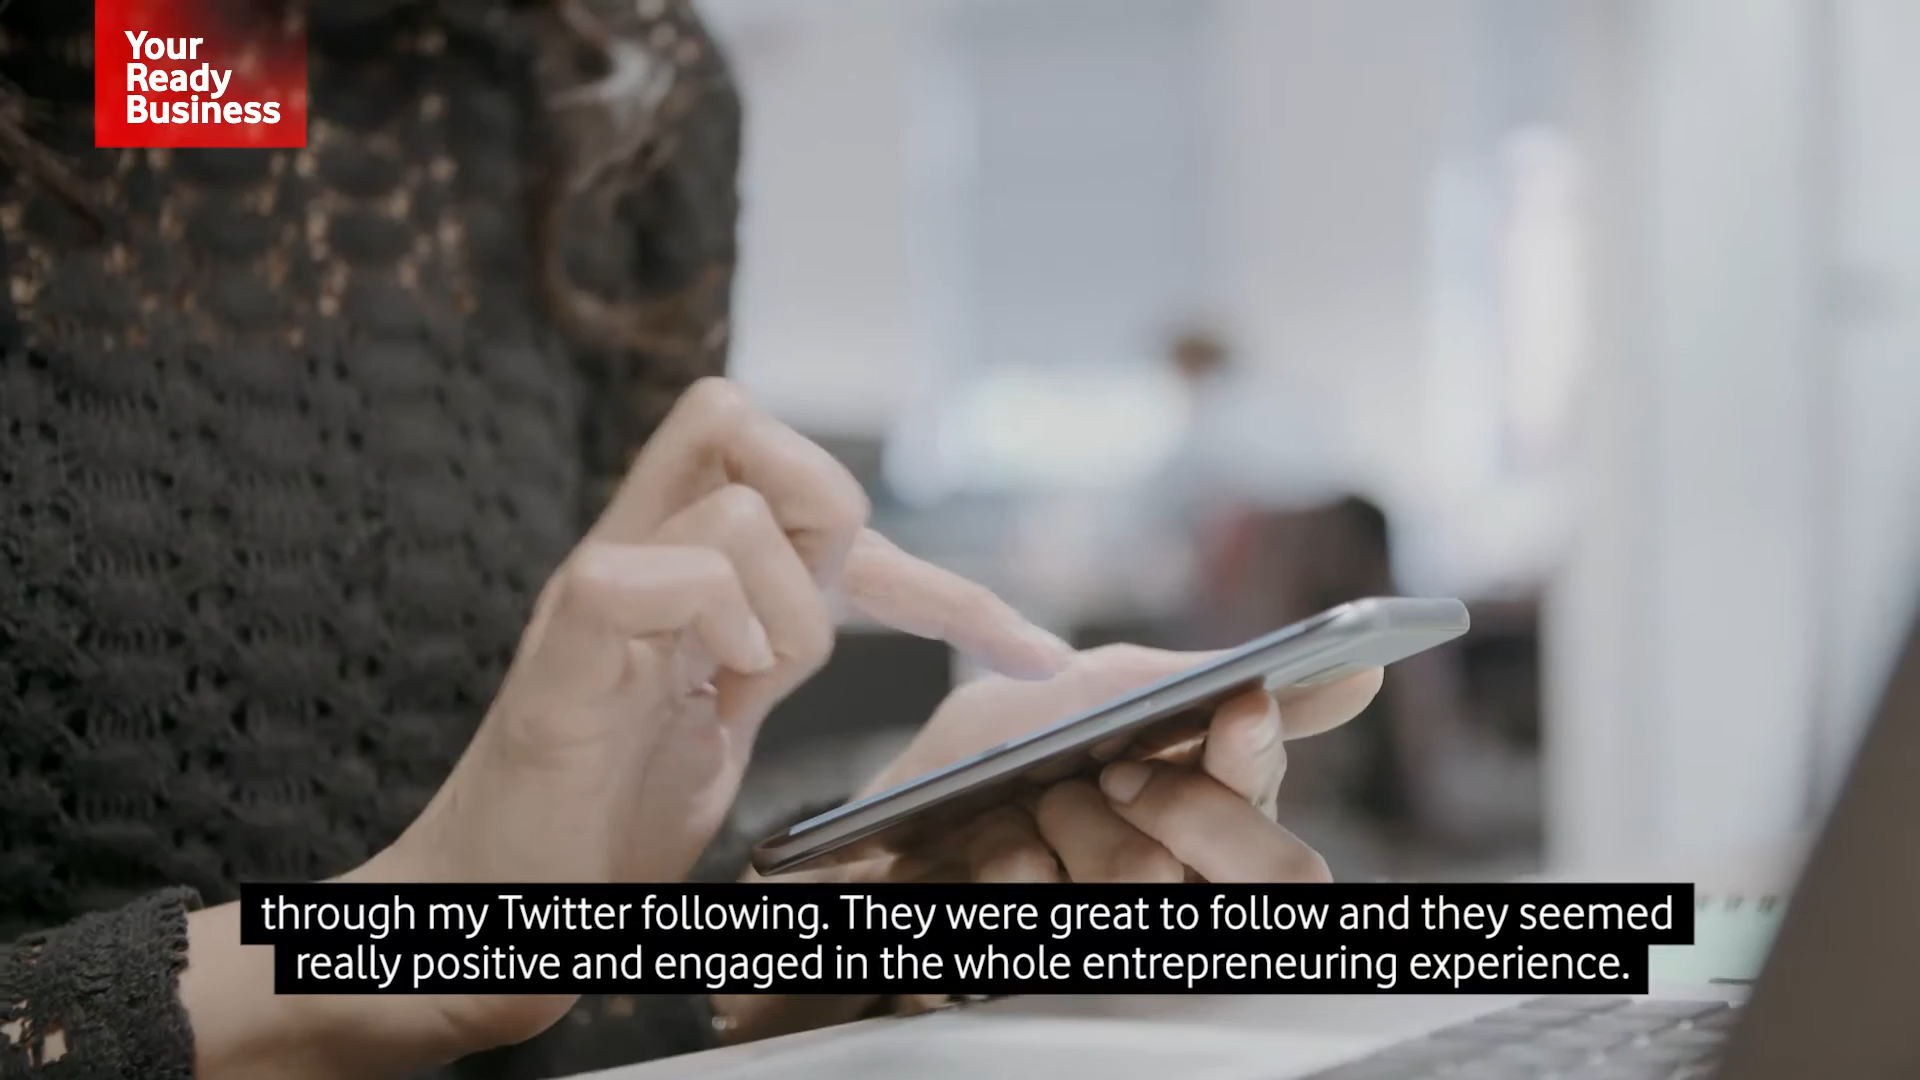 Your
Ready
Business
through my Twitter following. They were great to follow and they seemed
really positive and engaged in the whole entrepreneuring experience.